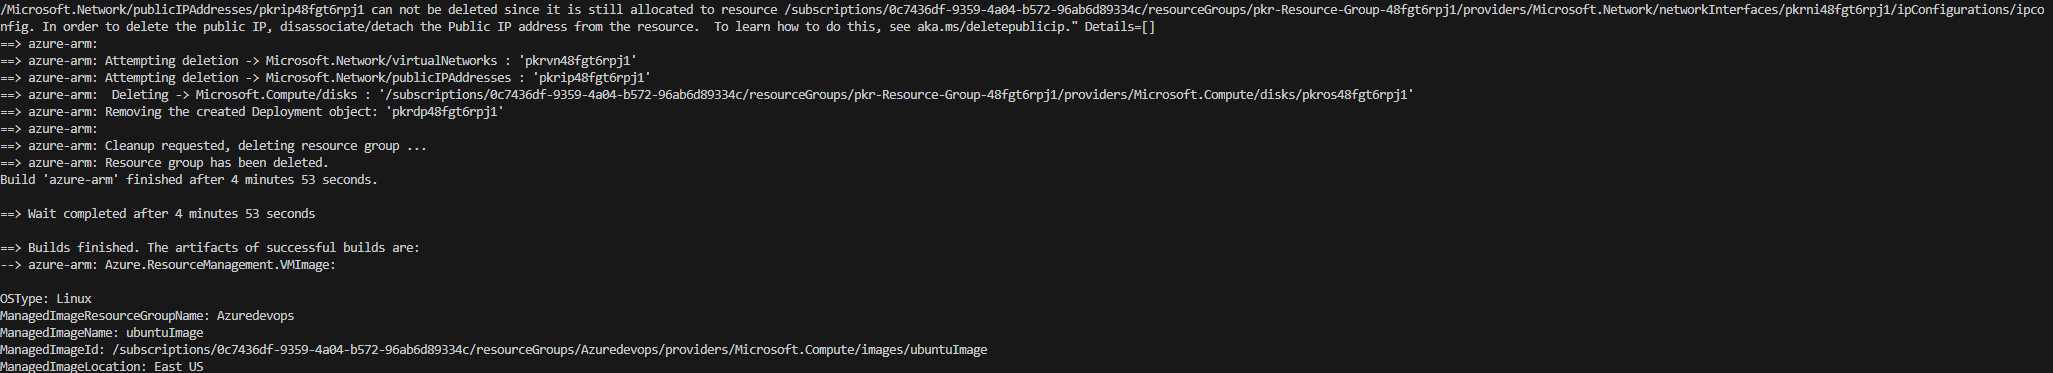 /Microsoft.Network/publicIPAddresses/pkrip48fgt6rpj1 can not be deleted since it is still allocated to resource /subscriptions/0c7436df-9359-4a04-b572-96ab6d89334c/resourceGroups/pkr-Resource-Group-48fgt6rpj1/providers/Microsoft.Network/networkInterfaces/pkrni48fgt6rpj1/ipConfigurations/ipco
nfig. In order to delete the public IP, disassociate/detach the Public IP address from the resource.  To learn how to do this, see aka.ms/deletepublicip." Details=[]
==> azure-arm:
==> azure-arm: Attempting deletion -> Microsoft.Network/virtualNetworks : 'pkrvn48fgt6rpj1'
==> azure-arm: Attempting deletion -> Microsoft.Network/publicIPAddresses : 'pkrip48fgt6rpj1'
==> azure-arm:  Deleting -> Microsoft.Compute/disks : '/subscriptions/0c7436df-9359-4a04-b572-96ab6d89334c/resourceGroups/pkr-Resource-Group-48fgt6rpj1/providers/Microsoft.Compute/disks/pkros48fgt6rpj1'
==> azure-arm: Removing the created Deployment object: 'pkrdp48fgt6rpj1'
==> azure-arm:
==> azure-arm: Cleanup requested, deleting resource group ...
==> azure-arm: Resource group has been deleted.
Build 'azure-arm' finished after 4 minutes 53 seconds.

==> Wait completed after 4 minutes 53 seconds

==> Builds finished. The artifacts of successful builds are:
--> azure-arm: Azure.ResourceManagement.VMImage:

OSType: Linux
ManagedImageResourceGroupName: Azuredevops
ManagedImageName: ubuntuImage
ManagedImageId: /subscriptions/0c7436df-9359-4a04-b572-96ab6d89334c/resourceGroups/Azuredevops/providers/Microsoft.Compute/images/ubuntuImage
ManagedImageLocation: East US